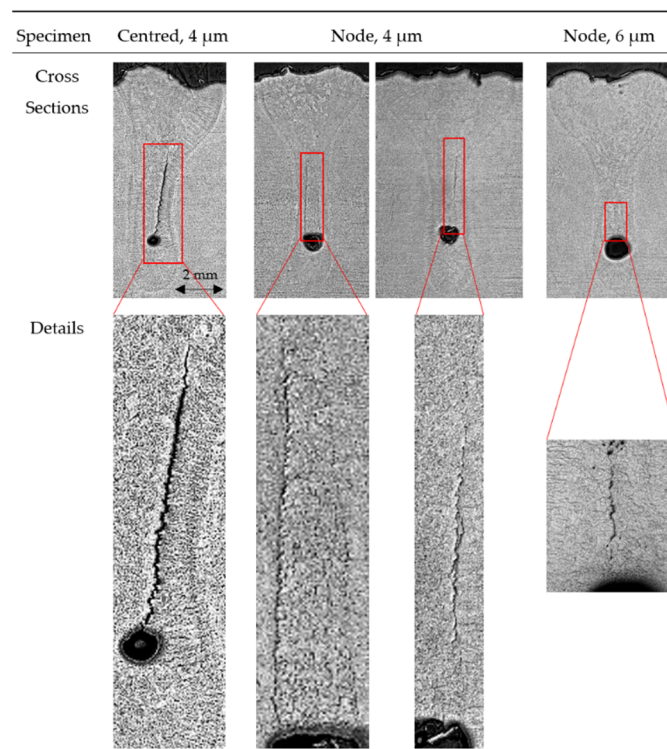 Specimen Centred, 4 μm Node, 4 μm Node, 6 μm
Cross
Sections
2 mm
Details